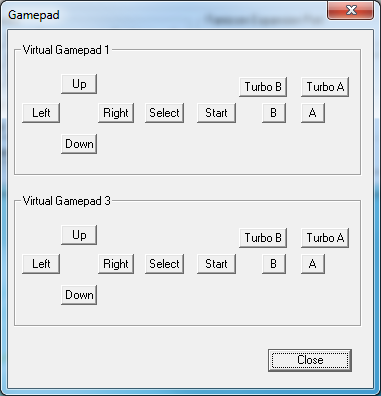 Gamepad
Virtual Gamepad 1
Up
Turbo B Turbo A
Left Right Select Start B A
Down
Virtual Gamepad 3
Up
Turbo B Turbo A
Left Right Select Start B A
Down
Close